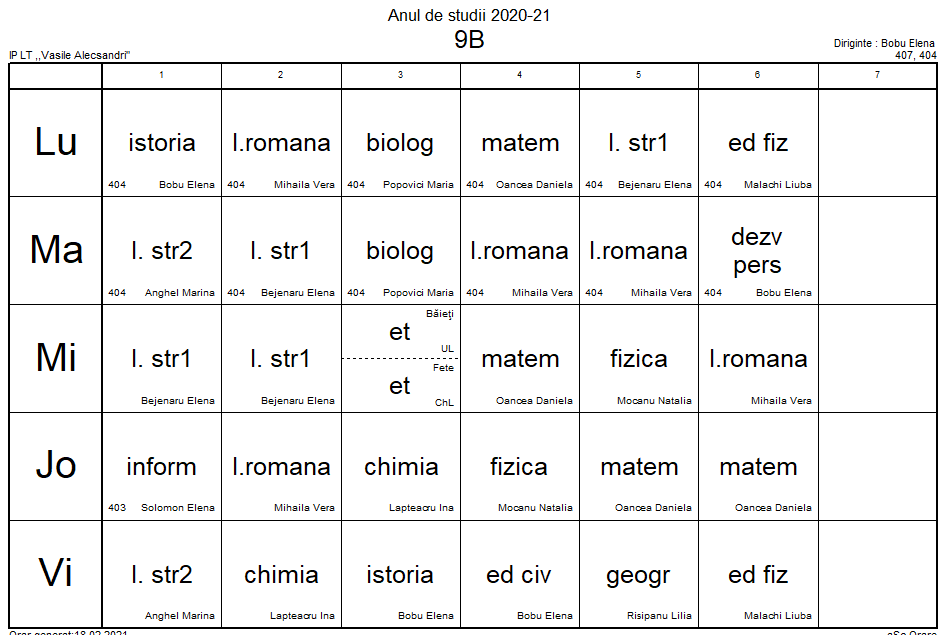 Anul de studii 2020-21
9B
IP LT ,,Vasile Alecsandri"
Diriginte : Bobu Elena
407, 404
1 2 3 4 5 6 7
Lu
istoria
404 Bobu Elena
l.romana
404 Mihaila Vera
biolog
404 Popovici Maria
matem
404 Oancea Daniela
l. str1
404 Bejenaru Elena
ed fiz
404 Malachi Liuba
Ma
l. str2
404 Anghel Marina
l. str1
404 Bejenaru Elena
biolog
404 Popovici Maria
l.romana
404 Mihaila Vera
l.romana
404 Mihaila Vera
dezv
pers
404 Bobu Elena
Mi
l. str1
Bejenaru Elena
l. str1
Bejenaru Elena
Băieţi
et
UL
Fete
et
ChL
matem
Oancea Daniela
fizica
Mocanu Natalia
l.romana
Mihaila Vera
Jo
inform
403 Solomon Elena
l.romana
Mihaila Vera
chimia
Lapteacru Ina
fizica
Mocanu Natalia
matem
Oancea Daniela
matem
Oancea Daniela
Vi
l. str2
Anghel Marina
chimia
Lapteacru Ina
istoria
Bobu Elena
ed civ
Bobu Elena
geogr
Risipanu Lilia
ed fiz
Malachi Liuba
Orar generat:18.02.2021
aSc Orare